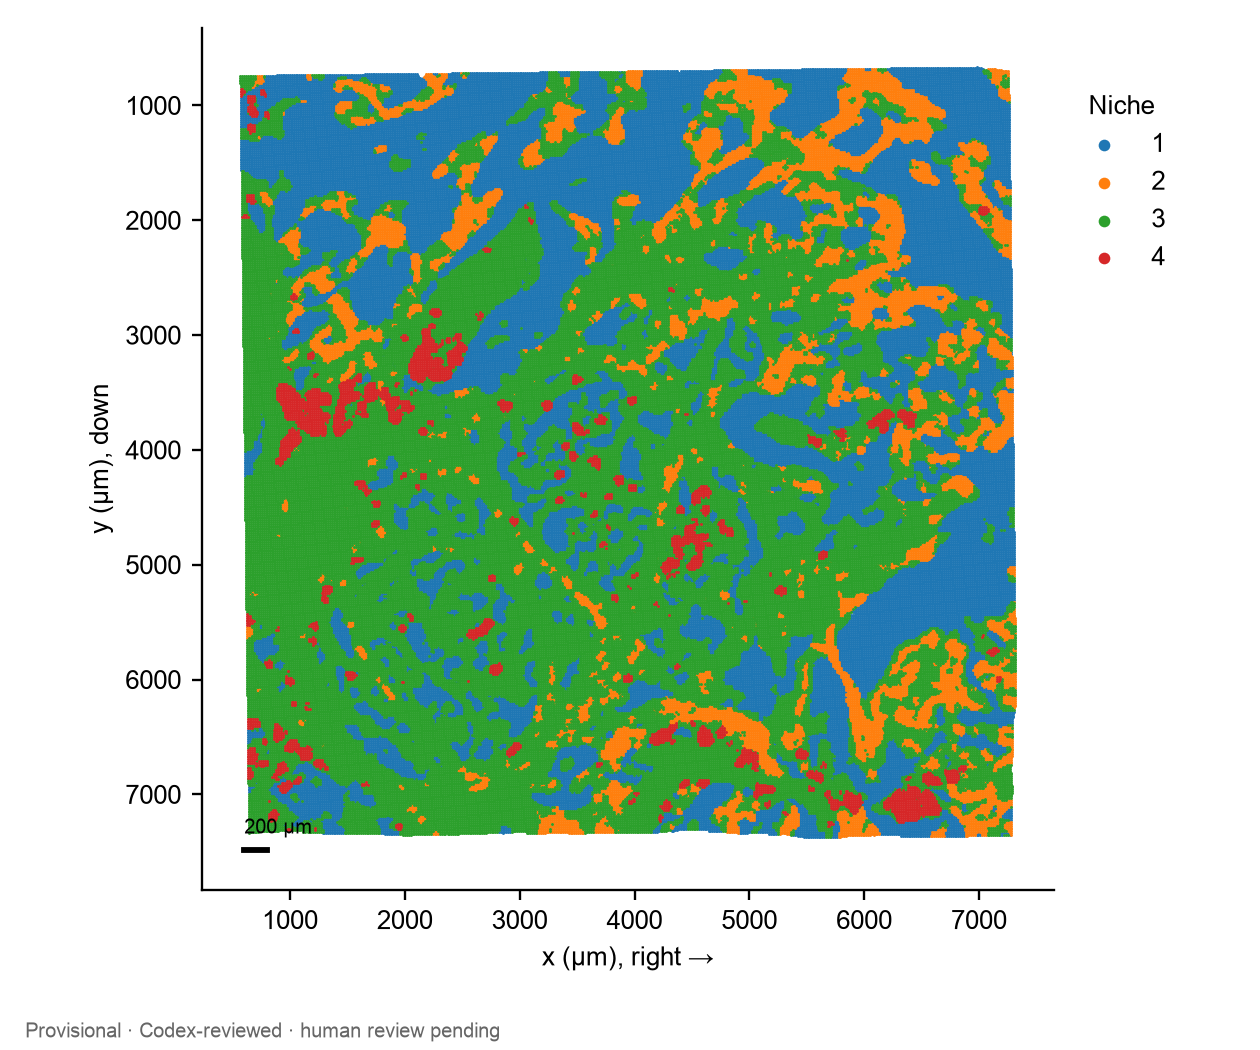 Niche
1
2
3
4
1000
2000
3000
4000
5000
6000
7000
y (µm), down
200 µm
1000 2000 3000 4000 5000 6000 7000
x (µm), right →
Provisional · Codex-reviewed · human review pending